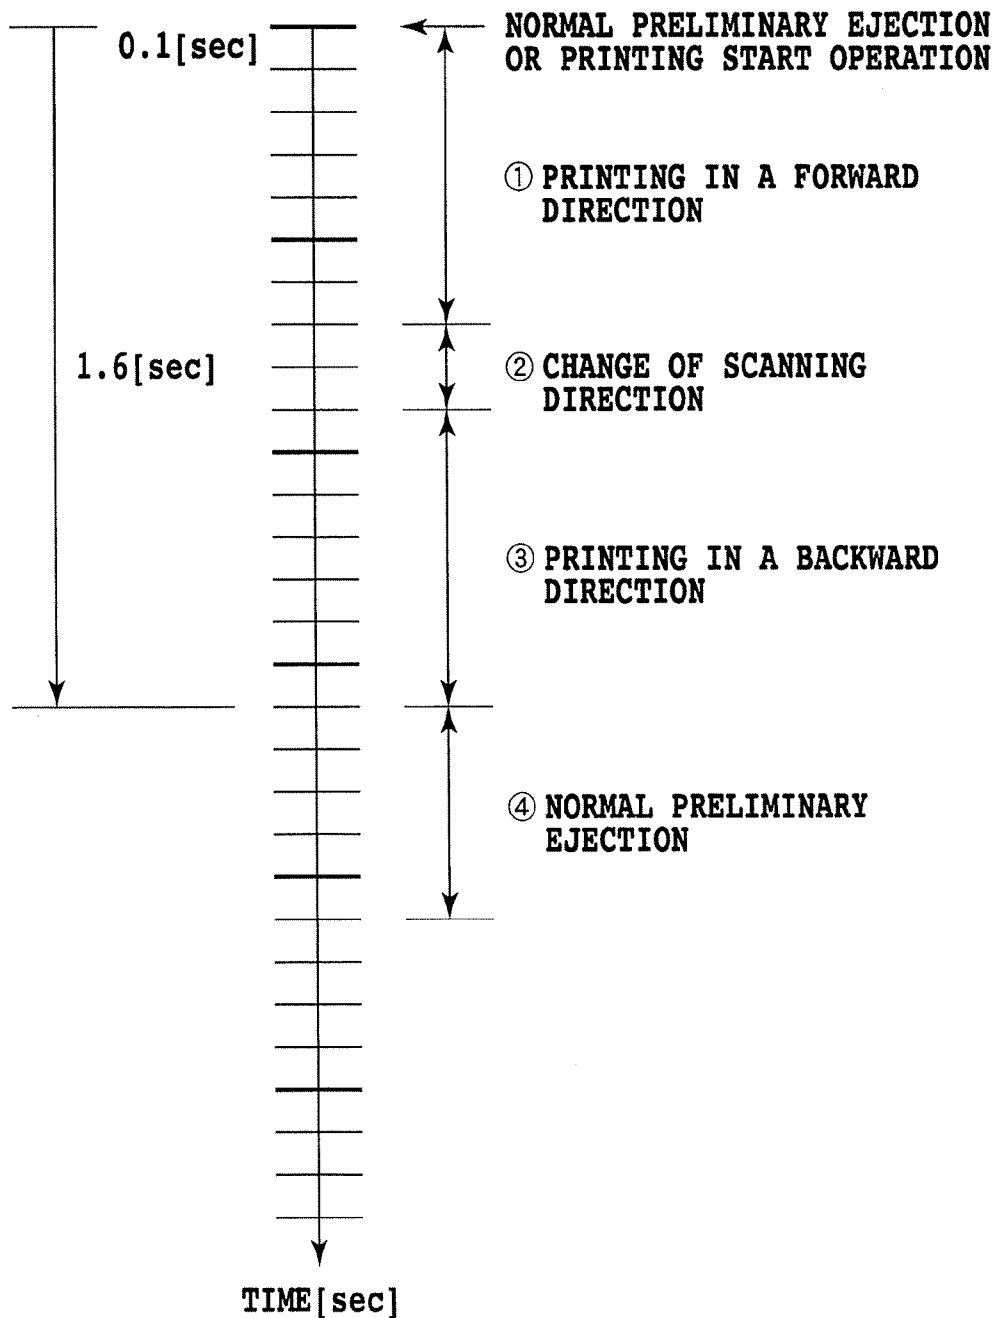 NORMAL PRELIMINARY EJECTION
OR PRINTING START OPERATION
0.1[sec]
① PRINTING IN A FORWARD
DIRECTION
1.6[sec]
② CHANGE OF SCANNING
DIRECTION
③ PRINTING IN A BACKWARD
DIRECTION
④ NORMAL PRELIMINARY
EJECTION
TIME[sec]